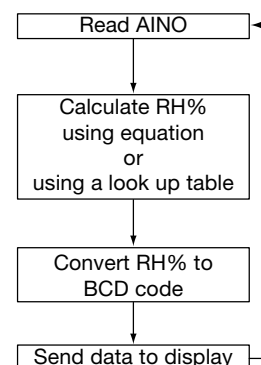 Read AINO
Calculate RH%
using equation
or
using a look up table
Convert RH% to
BCD code
Send data to display